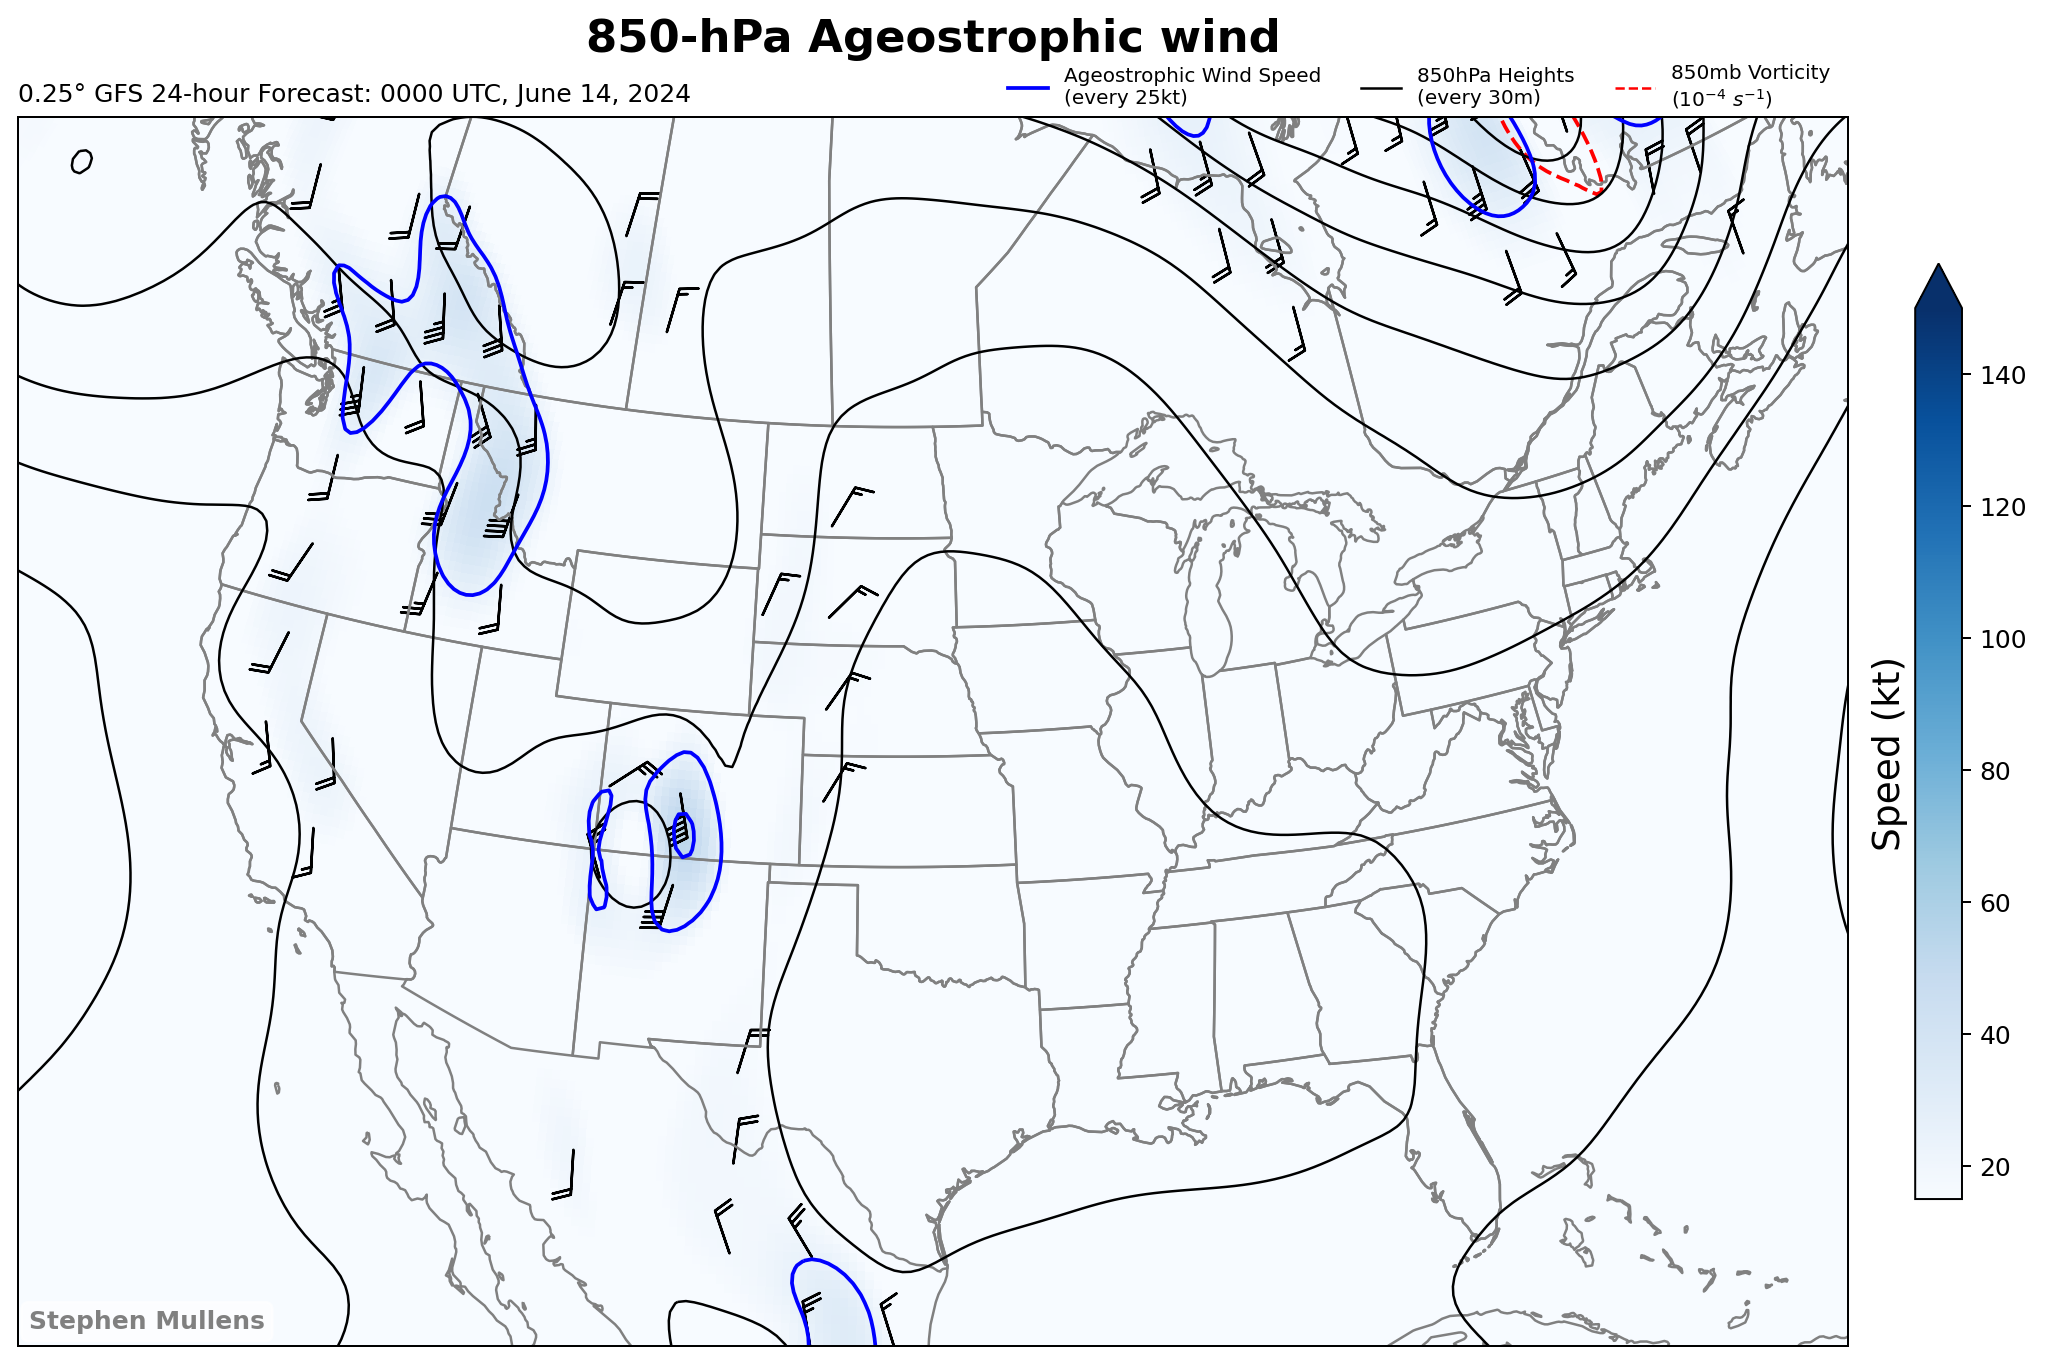 850-hPa Ageostrophic wind
0.25° GFS 24-hour Forecast: 0000 UTC, June 14, 2024
Ageostrophic Wind Speed
(every 25kt)
850hPa Heights
(every 30m)
850mb Vorticity
(10⁻⁴ s⁻¹)
140
120
100
80
60
40
20
Speed (kt)
Stephen Mullens